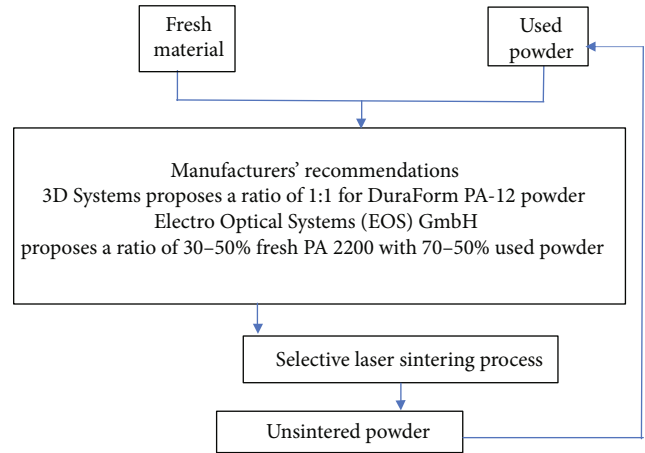 Fresh
material
Used
powder
Manufacturers’ recommendations
3D Systems proposes a ratio of 1:1 for DuraForm PA-12 powder
Electro Optical Systems (EOS) GmbH
proposes a ratio of 30–50% fresh PA 2200 with 70–50% used powder
Selective laser sintering process
Unsintered powder